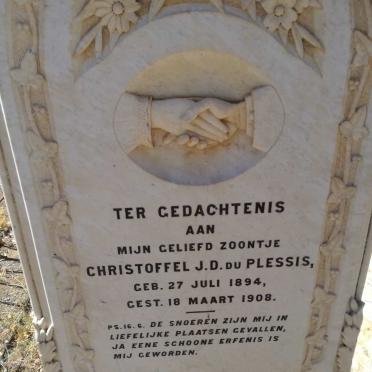 TER GEDACHTENIS
AAN
MIJN GELIEFD ZOONTJE
CHRISTOFFEL J.D. DU PLESSIS,
GEB. 27 JULI 1894,
GEST. 18 MAART 1908.
PS. 16. 6. DE SNOEREN ZIJN MIJ IN
LIEFELIJKE PLAATSEN GEVALLEN,
JA EENE SCHOONE ERFENIS IS
MIJ GEWORDEN.